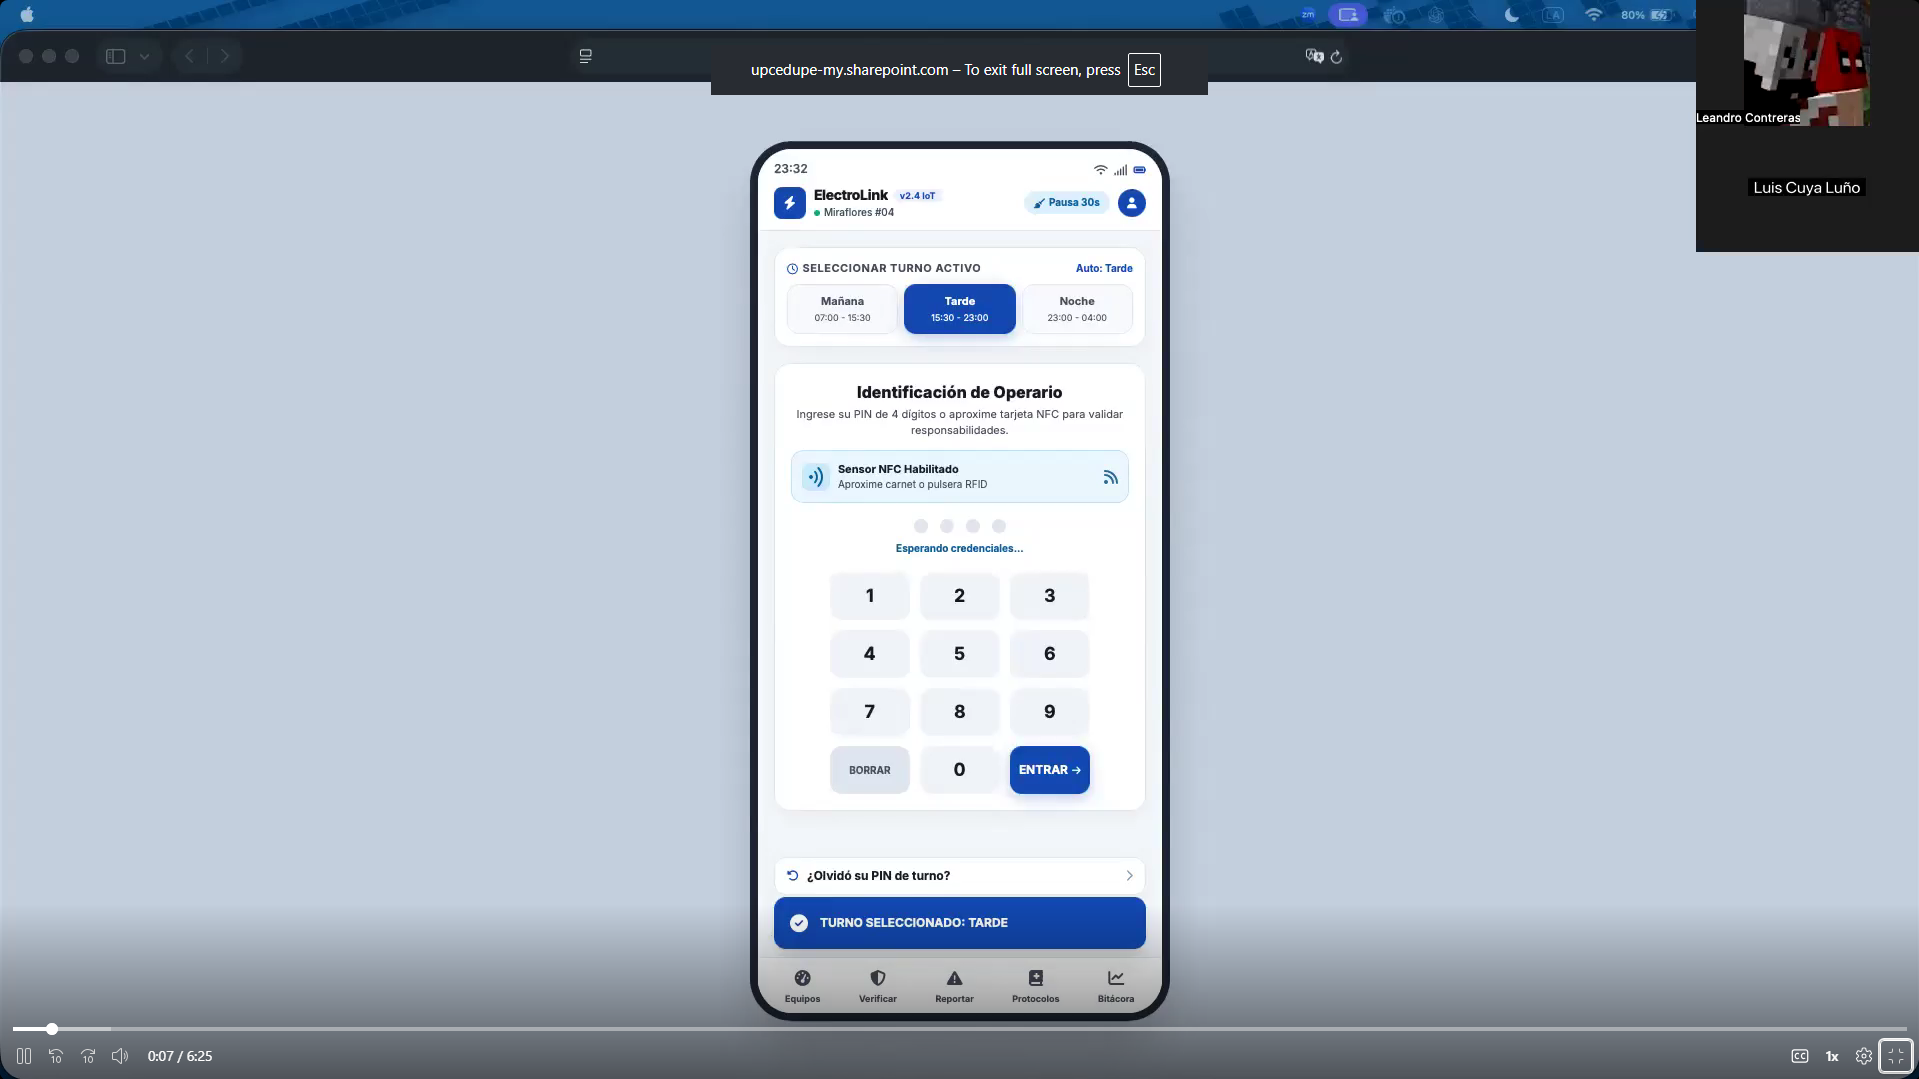 zm
LA
80%
upcedupe-my.sharepoint.com – To exit full screen, press Esc
Leandro Contreras
Luis Cuya Luño
23:32
ElectroLink v2.4 IoT
Miraflores #04
Pausa 30s
SELECCIONAR TURNO ACTIVO
Auto: Tarde
Mañana
07:00 - 15:30
Tarde
15:30 - 23:00
Noche
23:00 - 04:00
Identificación de Operario
Ingrese su PIN de 4 dígitos o aproxime tarjeta NFC para validar
responsabilidades.
Sensor NFC Habilitado
Aproxime carnet o pulsera RFID
Esperando credenciales...
1 2 3
4 5 6
7 8 9
BORRAR 0 ENTRAR →
¿Olvidó su PIN de turno?
TURNO SELECCIONADO: TARDE
Equipos Verificar Reportar Protocolos Bitácora
10 10 0:07 / 6:25
CC 1x